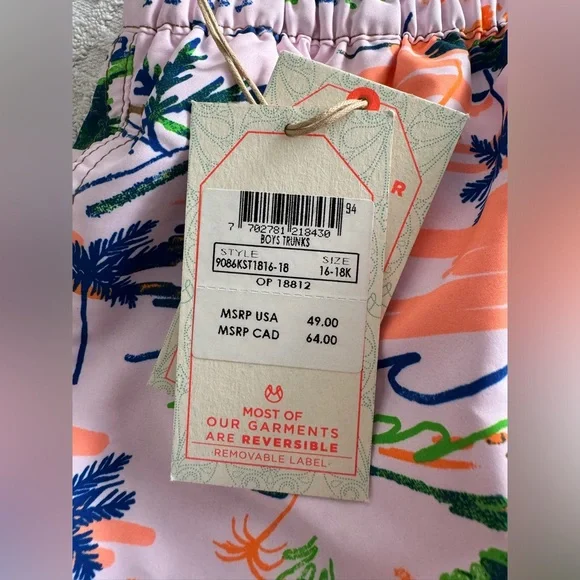 R
94
7 702781 218430
BOYS TRUNKS
STYLE SIZE
9086KST1816-18 16-18K
OP 18812
MSRP USA 49.00
MSRP CAD 64.00
MOST OF
OUR GARMENTS
ARE REVERSIBLE
REMOVABLE LABEL